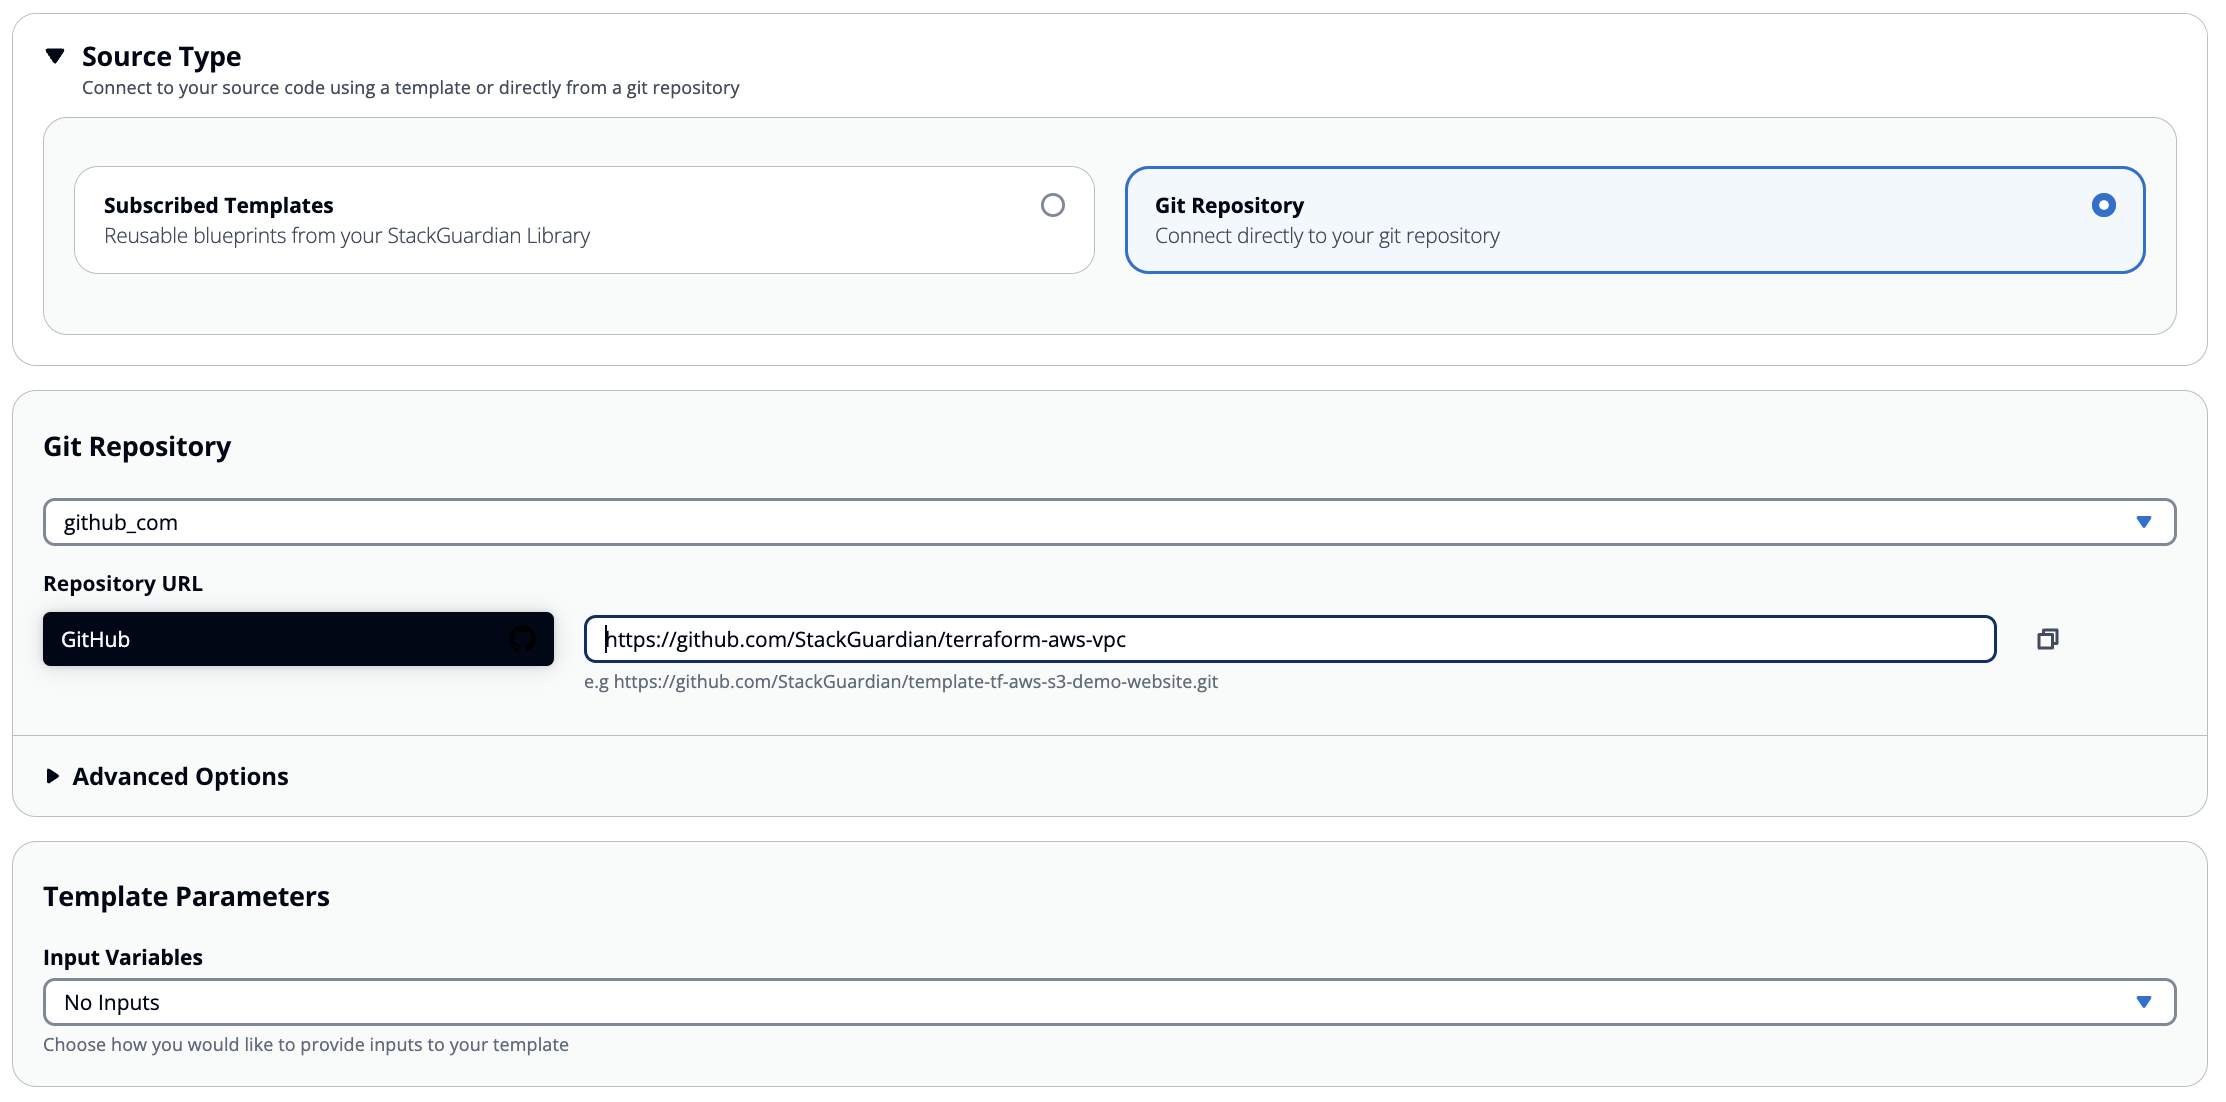 Source Type
Connect to your source code using a template or directly from a git repository
Subscribed Templates
Reusable blueprints from your StackGuardian Library
Git Repository
Connect directly to your git repository
Git Repository
github_com
Repository URL
GitHub
https://github.com/StackGuardian/terraform-aws-vpc
e.g https://github.com/StackGuardian/template-tf-aws-s3-demo-website.git
Advanced Options
Template Parameters
Input Variables
No Inputs
Choose how you would like to provide inputs to your template